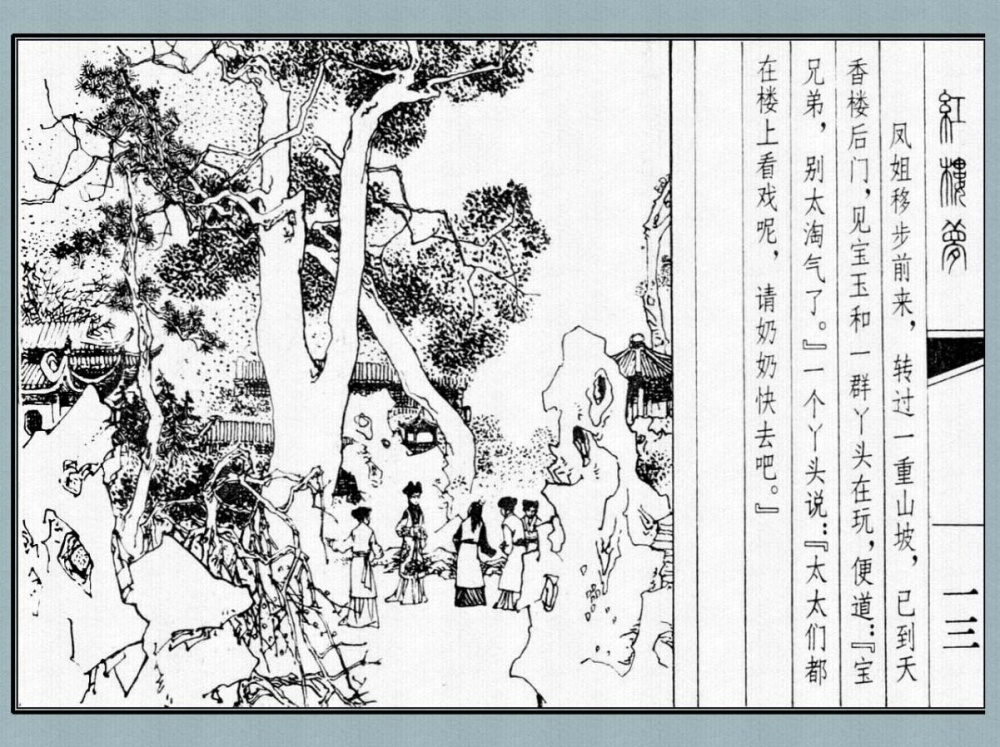 紅樓夢
一三
凤姐移步前来，转过一重山坡，已到天
香楼后门，见宝玉和一群丫头在玩，便道：『宝
兄弟，别太淘气了。』一个丫头说：『太太们都
在楼上看戏呢，请奶奶快去吧。』